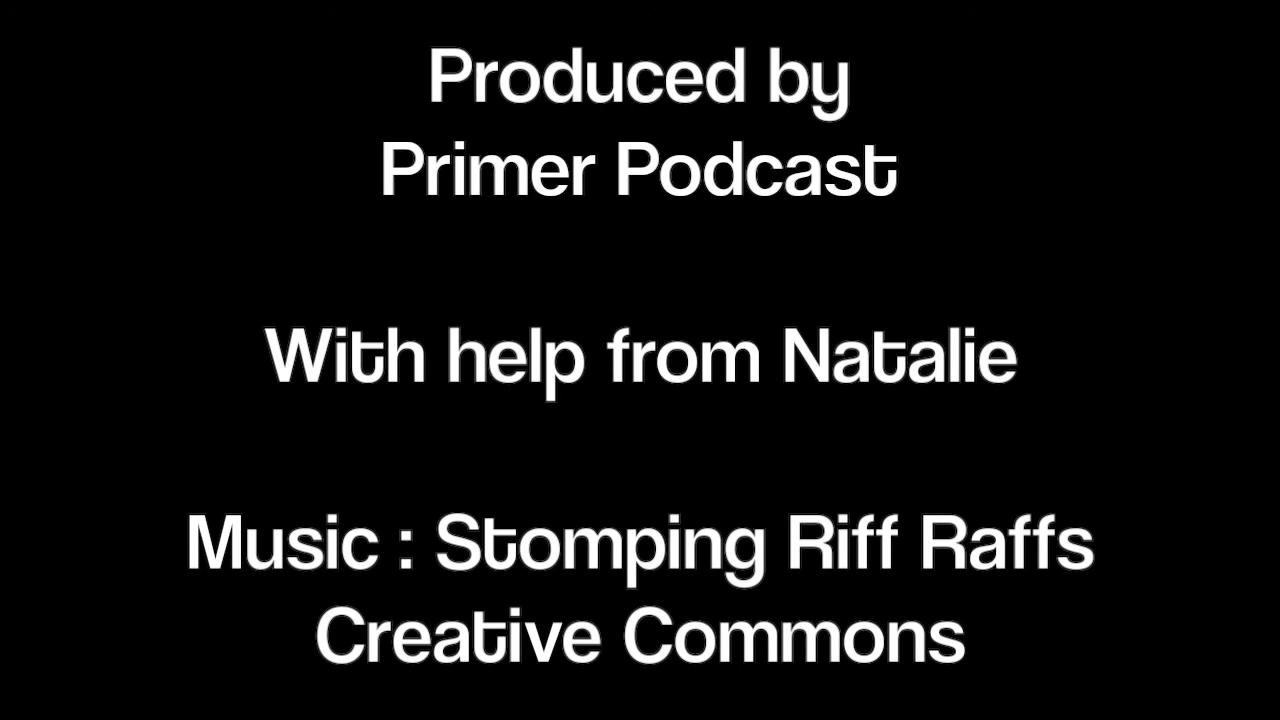 Produced by
Primer Podcast
With help from Natalie
Music : Stomping Riff Raffs
Creative Commons